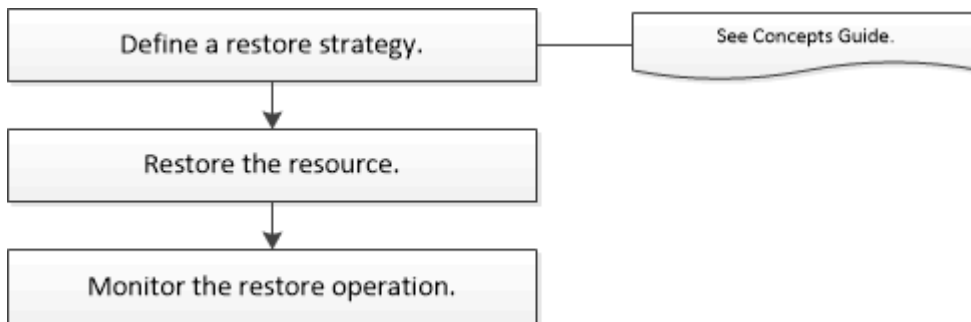 Define a restore strategy.
See Concepts Guide.
Restore the resource.
Monitor the restore operation.